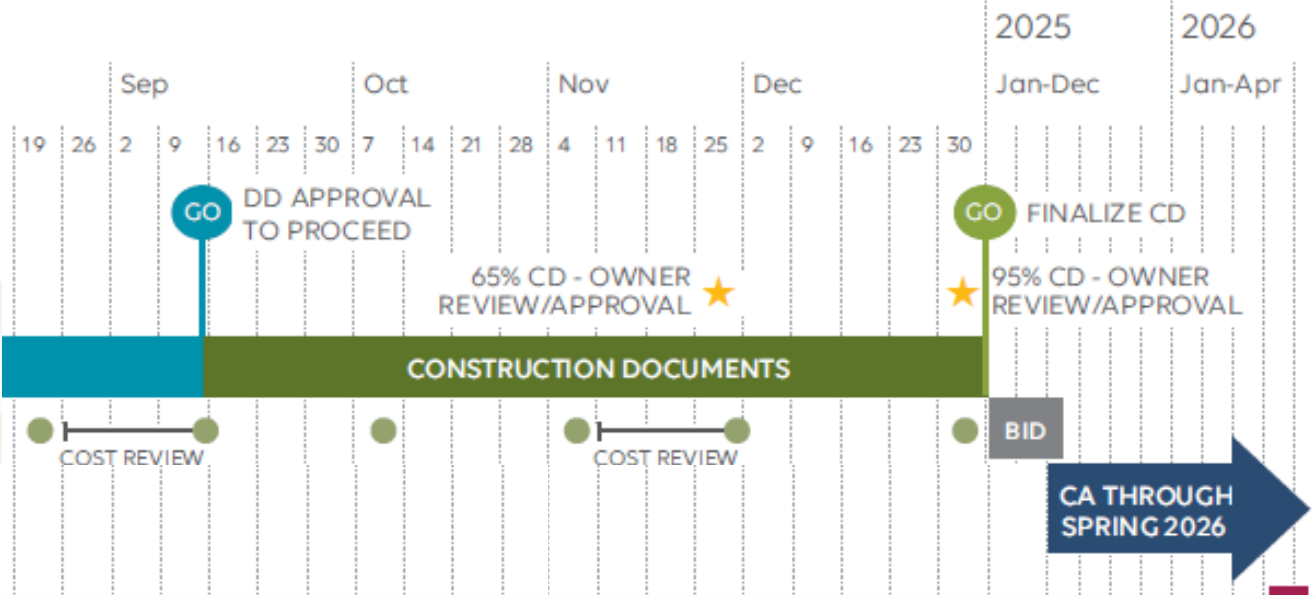 2025 2026
Sep Oct Nov Dec Jan-Dec Jan-Apr
19 26 2 9 16 23 30 7 14 21 28 4 11 18 25 2 9 16 23 30
GO DD APPROVAL
TO PROCEED
GO FINALIZE CD
65% CD - OWNER
REVIEW/APPROVAL
95% CD - OWNER
REVIEW/APPROVAL
CONSTRUCTION DOCUMENTS
COST REVIEW
COST REVIEW
BID
CA THROUGH
SPRING 2026